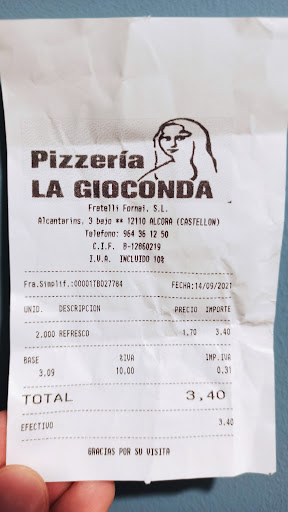 Pizzería
LA GIOCONDA
Fratelli Fornai, S.L.
Alcantarins, 3 bajo ** 12110 ALCORA (CASTELLON)
Telefono: 964 36 12 50
C.I.F. B-12860219
I.V.A. INCLUIDO 10%
Fra.Simplif.:00001TB027784 FECHA:14/09/2021
UNID. DESCRIPCION PRECIO IMPORTE
2.000 REFRESCO 1,70 3,40
BASE %IVA IMP.IVA
3.09 10.00 0.31
TOTAL 3,40
EFECTIVO 3.40
GRACIAS POR SU VISITA